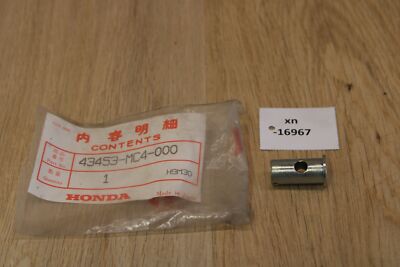 内容明細
CONTENTS
43453-MC4-000
1
H9M30
HONDA
xn
-16967